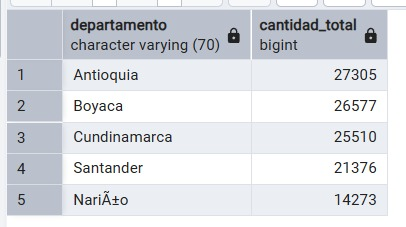 departamento cantidad_total
character varying (70) bigint
1 Antioquia 27305
2 Boyaca 26577
3 Cundinamarca 25510
4 Santander 21376
5 NariÃ±o 14273